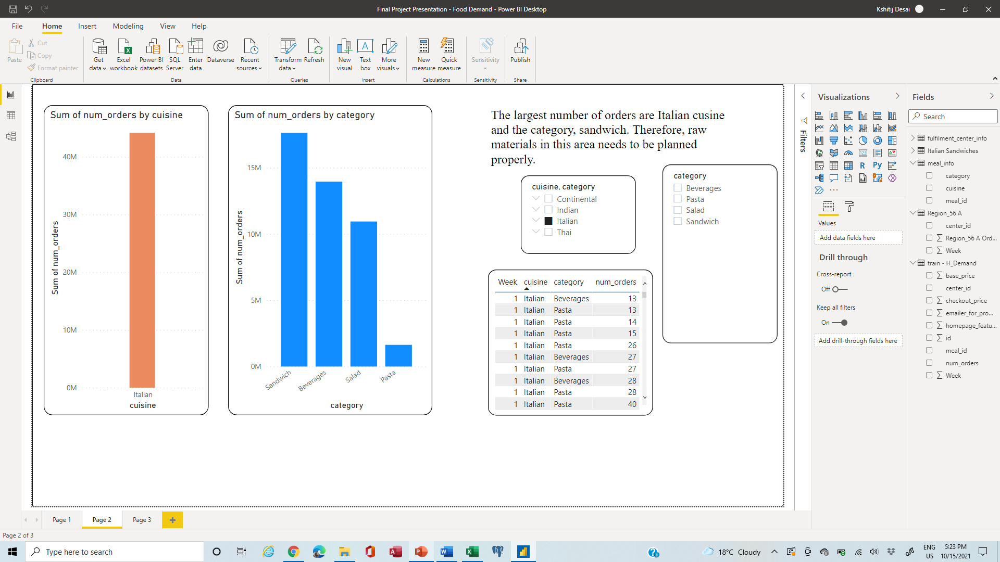 Final Project Presentation - Food Demand - Power BI Desktop
Kshitij Desai
File Home Insert Modeling View Help
Paste
Cut
Copy
Format painter
Clipboard
Get data
Excel workbook
Power BI datasets
SQL Server
Enter data
Dataverse
Recent sources
Data
Transform data
Refresh
Queries
New visual
Text box
More visuals
Insert
New measure
Quick measure
Calculations
Sensitivity
Sensitivity
Publish
Share
Sum of num_orders by cuisine
Sum of num_orders
40M
30M
20M
10M
0M
Italian
cuisine
Sum of num_orders by category
Sum of num_orders
15M
10M
5M
0M
Sandwich
Beverages
Salad
Pasta
category
The largest number of orders are Italian cusine
and the category, sandwich. Therefore, raw
materials in this area needs to be planned
properly.
cuisine, category
Continental
Indian
Italian
Thai
category
Beverages
Pasta
Salad
Sandwich
Week cuisine category num_orders
1 Italian Beverages 13
1 Italian Pasta 13
1 Italian Pasta 14
1 Italian Pasta 15
1 Italian Pasta 26
1 Italian Beverages 27
1 Italian Pasta 27
1 Italian Beverages 28
1 Italian Pasta 28
1 Italian Pasta 40
Filters
Visualizations
R Py
123
Values
Add data fields here
Drill through
Cross-report
Off
Keep all filters
On
Add drill-through fields here
Fields
Search
fulfilment_center_info
Italian Sandwiches
meal_info
category
cuisine
meal_id
Region_56 A
center_id
Region_56 A Ord...
Week
train - H_Demand
base_price
center_id
checkout_price
emailer_for_pro...
homepage_featu...
id
meal_id
num_orders
Week
Page 1
Page 2
Page 3
Page 2 of 3
Type here to search
18°C Cloudy
ENG
US
5:23 PM
10/15/2021